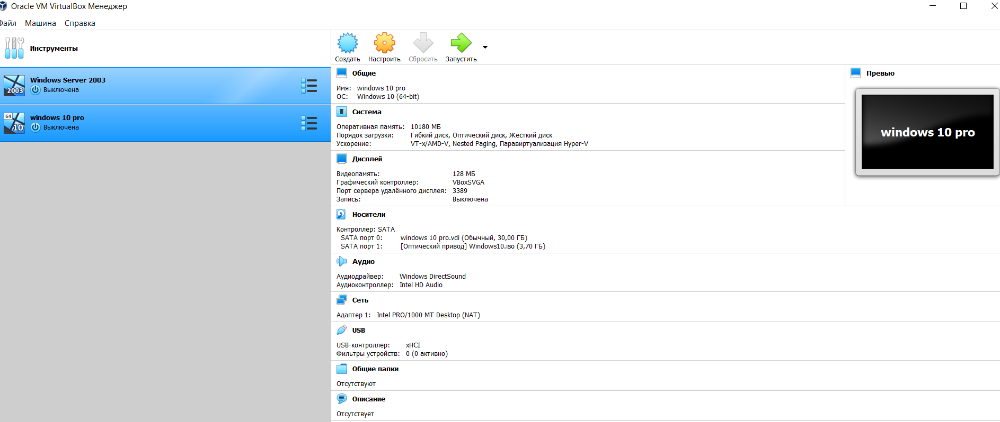 Oracle VM VirtualBox Менеджер
Файл Машина Справка
Инструменты
Windows Server 2003
Выключена
2003
windows 10 pro
Выключена
64
10
Создать Настроить Сбросить Запустить
Общие
Имя: windows 10 pro
ОС: Windows 10 (64-bit)
Система
Оперативная память: 10180 МБ
Порядок загрузки: Гибкий диск, Оптический диск, Жёсткий диск
Ускорение: VT-x/AMD-V, Nested Paging, Паравиртуализация Hyper-V
Дисплей
Видеопамять: 128 МБ
Графический контроллер: VBoxSVGA
Порт сервера удалённого дисплея: 3389
Запись: Выключена
Превью
windows 10 pro
Носители
Контроллер: SATA
SATA порт 0: windows 10 pro.vdi (Обычный, 30,00 ГБ)
SATA порт 1: [Оптический привод] Windows10.iso (3,70 ГБ)
Аудио
Аудиодрайвер: Windows DirectSound
Аудиоконтроллер: Intel HD Audio
Сеть
Адаптер 1: Intel PRO/1000 MT Desktop (NAT)
USB
USB-контроллер: xHCI
Фильтры устройств: 0 (0 активно)
Общие папки
Отсутствуют
Описание
Отсутствует